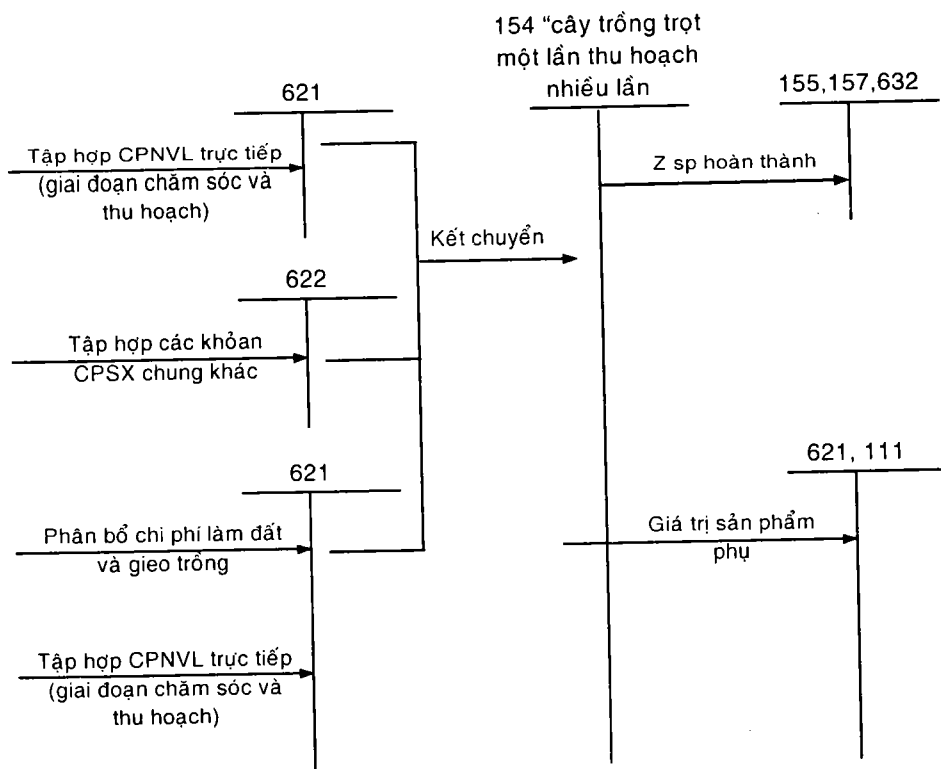 154 “cây trồng trọt
một lần thu hoạch
nhiều lần
155,157,632
621
Tập hợp CPNVL trực tiếp
(giai đoạn chăm sóc và
thu hoạch)
Z sp hoàn thành
Kết chuyển
622
Tập hợp các khỏan
CPSX chung khác
621
621, 111
Phân bổ chi phí làm đất
và gieo trồng
Giá trị sản phẩm
phụ
Tập hợp CPNVL trực tiếp
(giai đoạn chăm sóc và
thu hoạch)